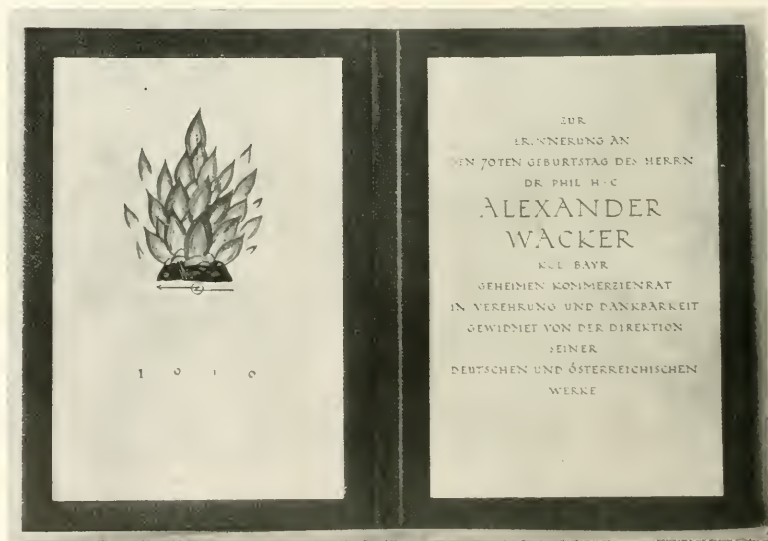 1 9 1 6
ZUR
ERINNERUNG AN
DEN 70TEN GEBURTSTAG DES HERRN
DR PHIL H·C
ALEXANDER
WACKER
KGL BAYR
GEHEIMEN KOMMERZIENRAT
IN VEREHRUNG UND DANKBARKEIT
GEWIDMET VON DER DIREKTION
SEINER
DEUTSCHEN UND ÖSTERREICHISCHEN
WERKE